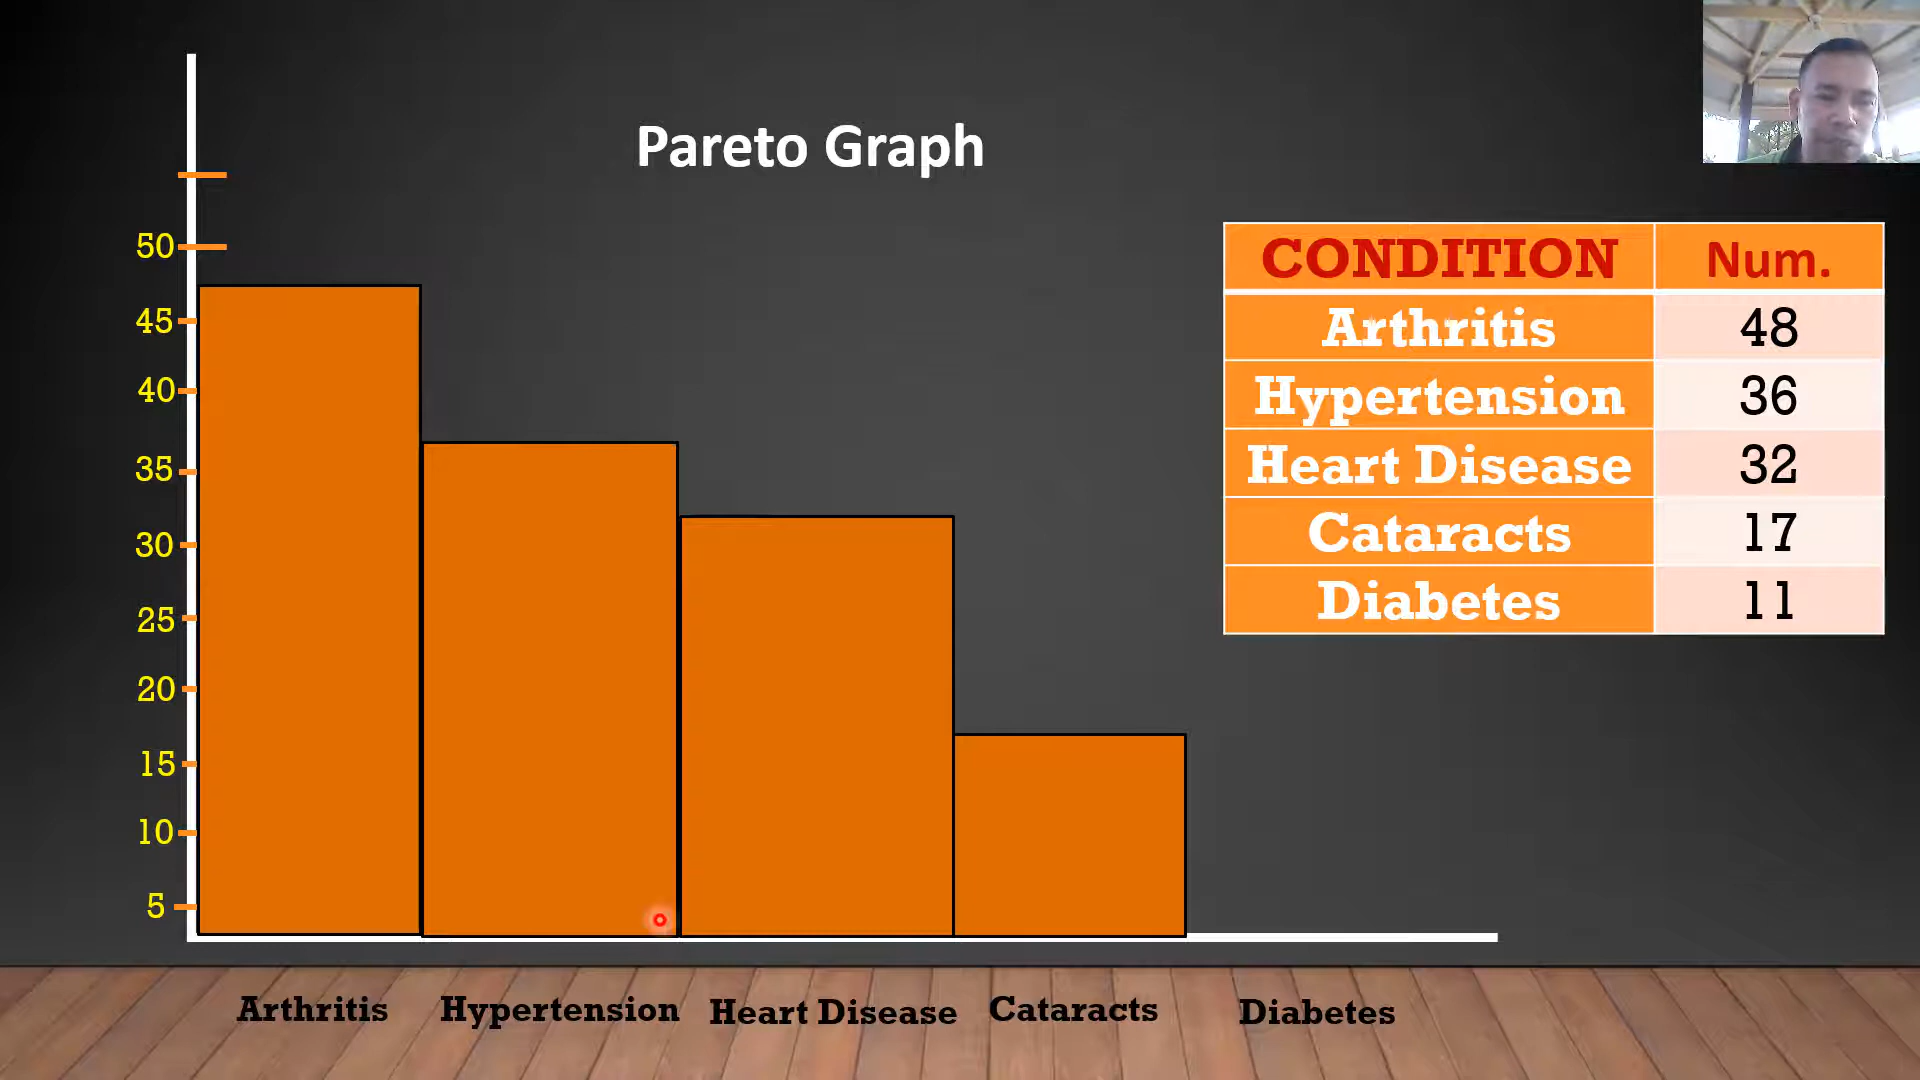 Pareto Graph
50
45
40
35
30
25
20
15
10
5
Arthritis Hypertension Heart Disease Cataracts Diabetes
CONDITION Num.
Arthritis 48
Hypertension 36
Heart Disease 32
Cataracts 17
Diabetes 11